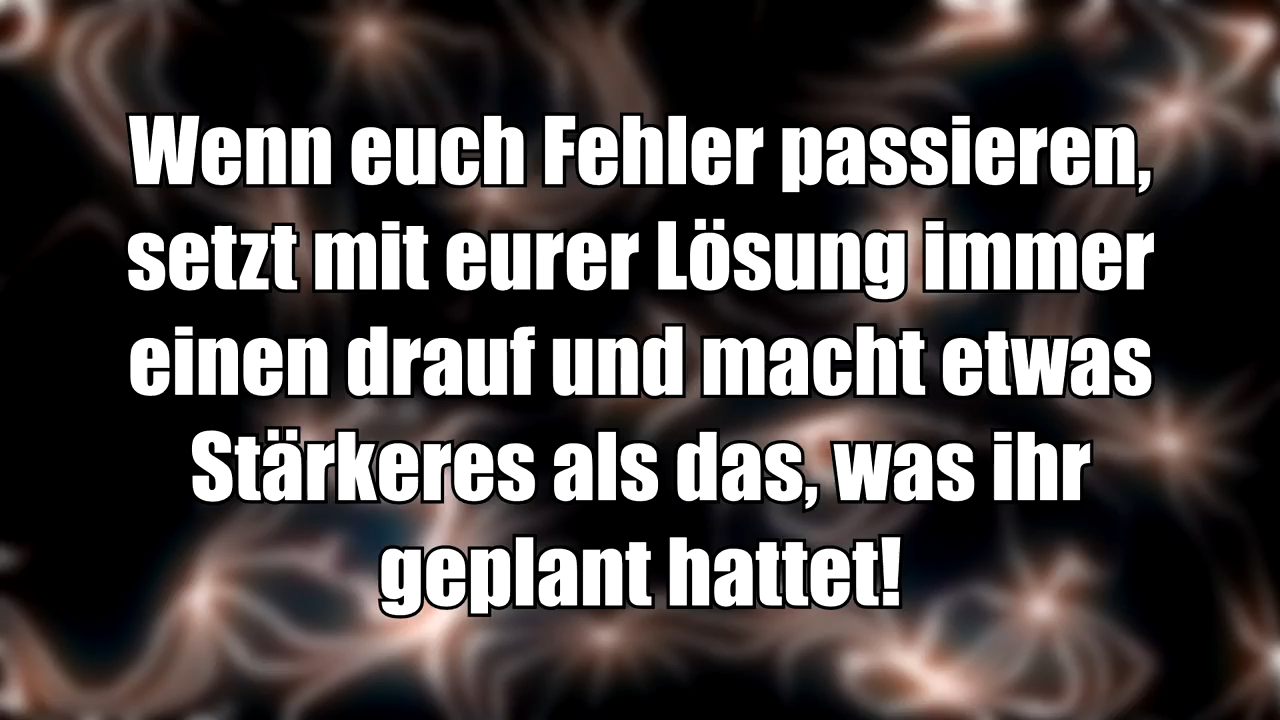 Wenn euch Fehler passieren,
setzt mit eurer Lösung immer
einen drauf und macht etwas
Stärkeres als das, was ihr
geplant hattet!